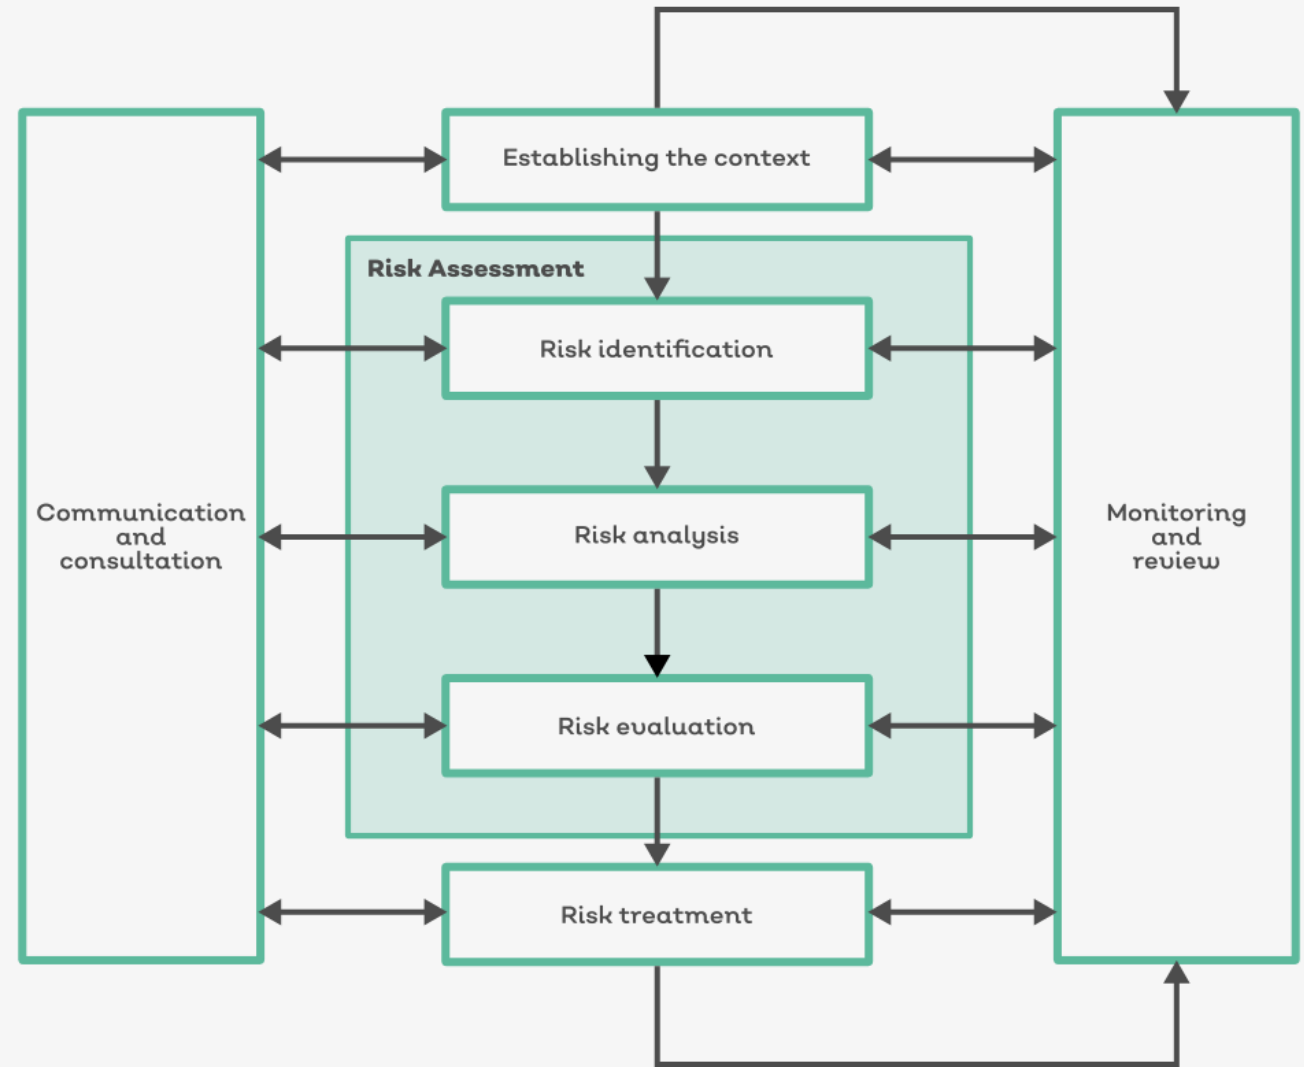 Establishing the context
Risk Assessment
Risk identification
Communication
and
consultation
Risk analysis
Monitoring
and
review
Risk evaluation
Risk treatment